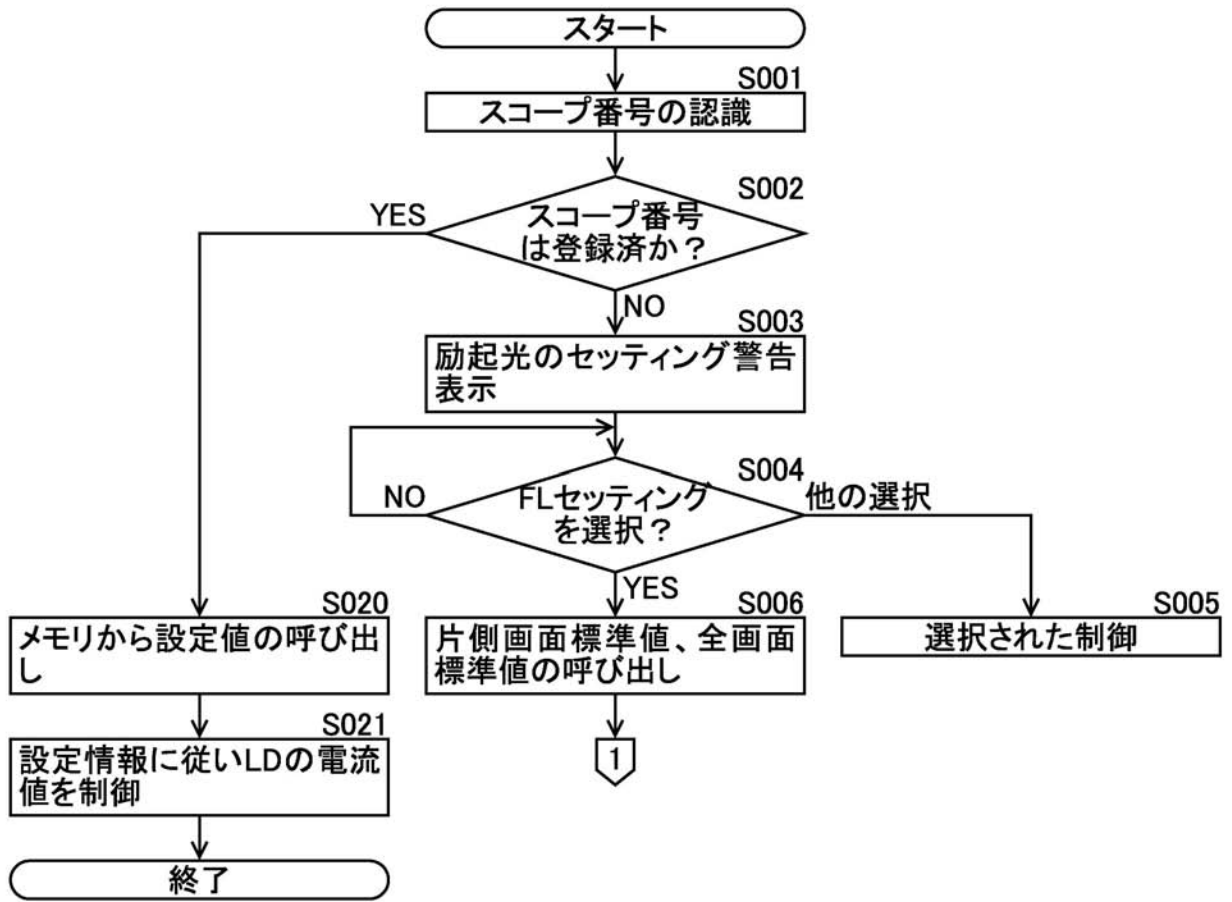 スタート
S001
スコープ番号の認識
S002
YES
スコープ番号
は登録済か？
NO
S003
励起光のセッティング警告
表示
S004
NO
FLセッティング
を選択？
他の選択
YES
S020
メモリから設定値の呼び出
し
S006
片側画面標準値、全画面
標準値の呼び出し
S005
選択された制御
S021
設定情報に従いLDの電流
値を制御
1
終了